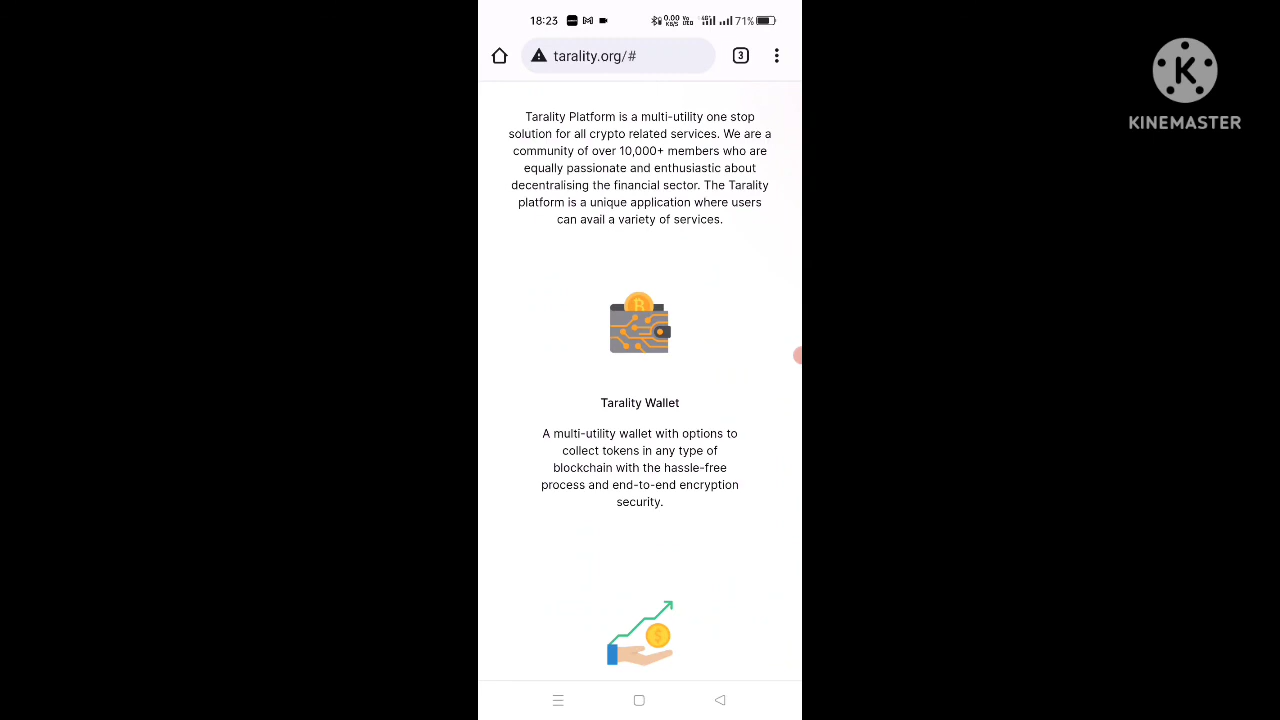 18:23
71%
tarality.org/#
3
Tarality Platform is a multi-utility one stop
solution for all crypto related services. We are a
community of over 10,000+ members who are
equally passionate and enthusiastic about
decentralising the financial sector. The Tarality
platform is a unique application where users
can avail a variety of services.
Tarality Wallet
A multi-utility wallet with options to
collect tokens in any type of
blockchain with the hassle-free
process and end-to-end encryption
security.
K
KINEMASTER